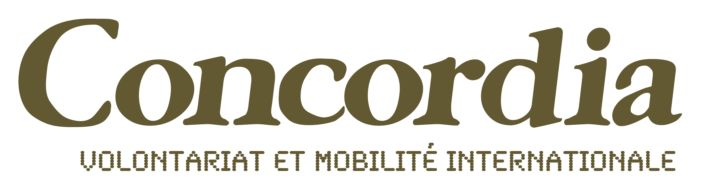 Concordia
VOLONTARIAT ET MOBILITÉ INTERNATIONALE